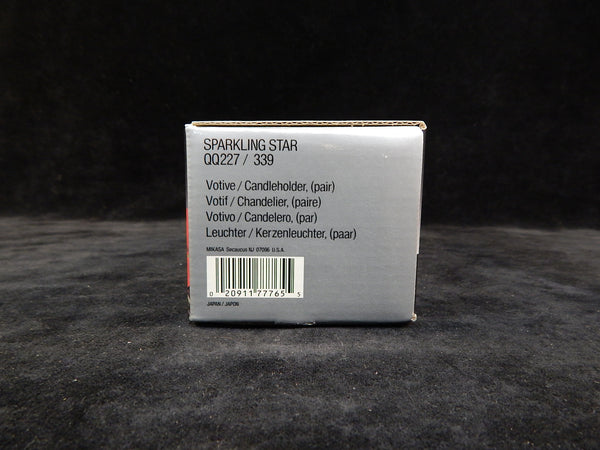 SPARKLING STAR
QQ227 / 339
Votive / Candleholder, (pair)
Votif / Chandelier, (paire)
Votivo / Candelero, (par)
Leuchter / Kerzenleuchter, (paar)
MIKASA Secaucus NJ 07096 U.S.A.
0 20911 77765 5
JAPAN / JAPON